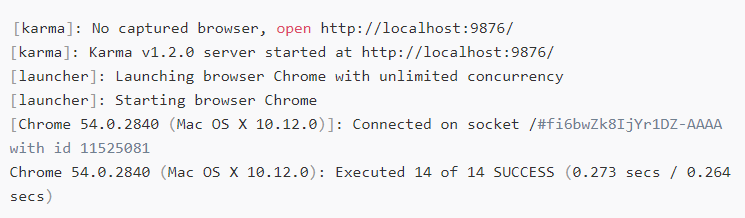 [karma]: No captured browser, open http://localhost:9876/
[karma]: Karma v1.2.0 server started at http://localhost:9876/
[launcher]: Launching browser Chrome with unlimited concurrency
[launcher]: Starting browser Chrome
[Chrome 54.0.2840 (Mac OS X 10.12.0)]: Connected on socket /#fi6bwZk8IjYr1DZ-AAAA
with id 11525081
Chrome 54.0.2840 (Mac OS X 10.12.0): Executed 14 of 14 SUCCESS (0.273 secs / 0.264
secs)